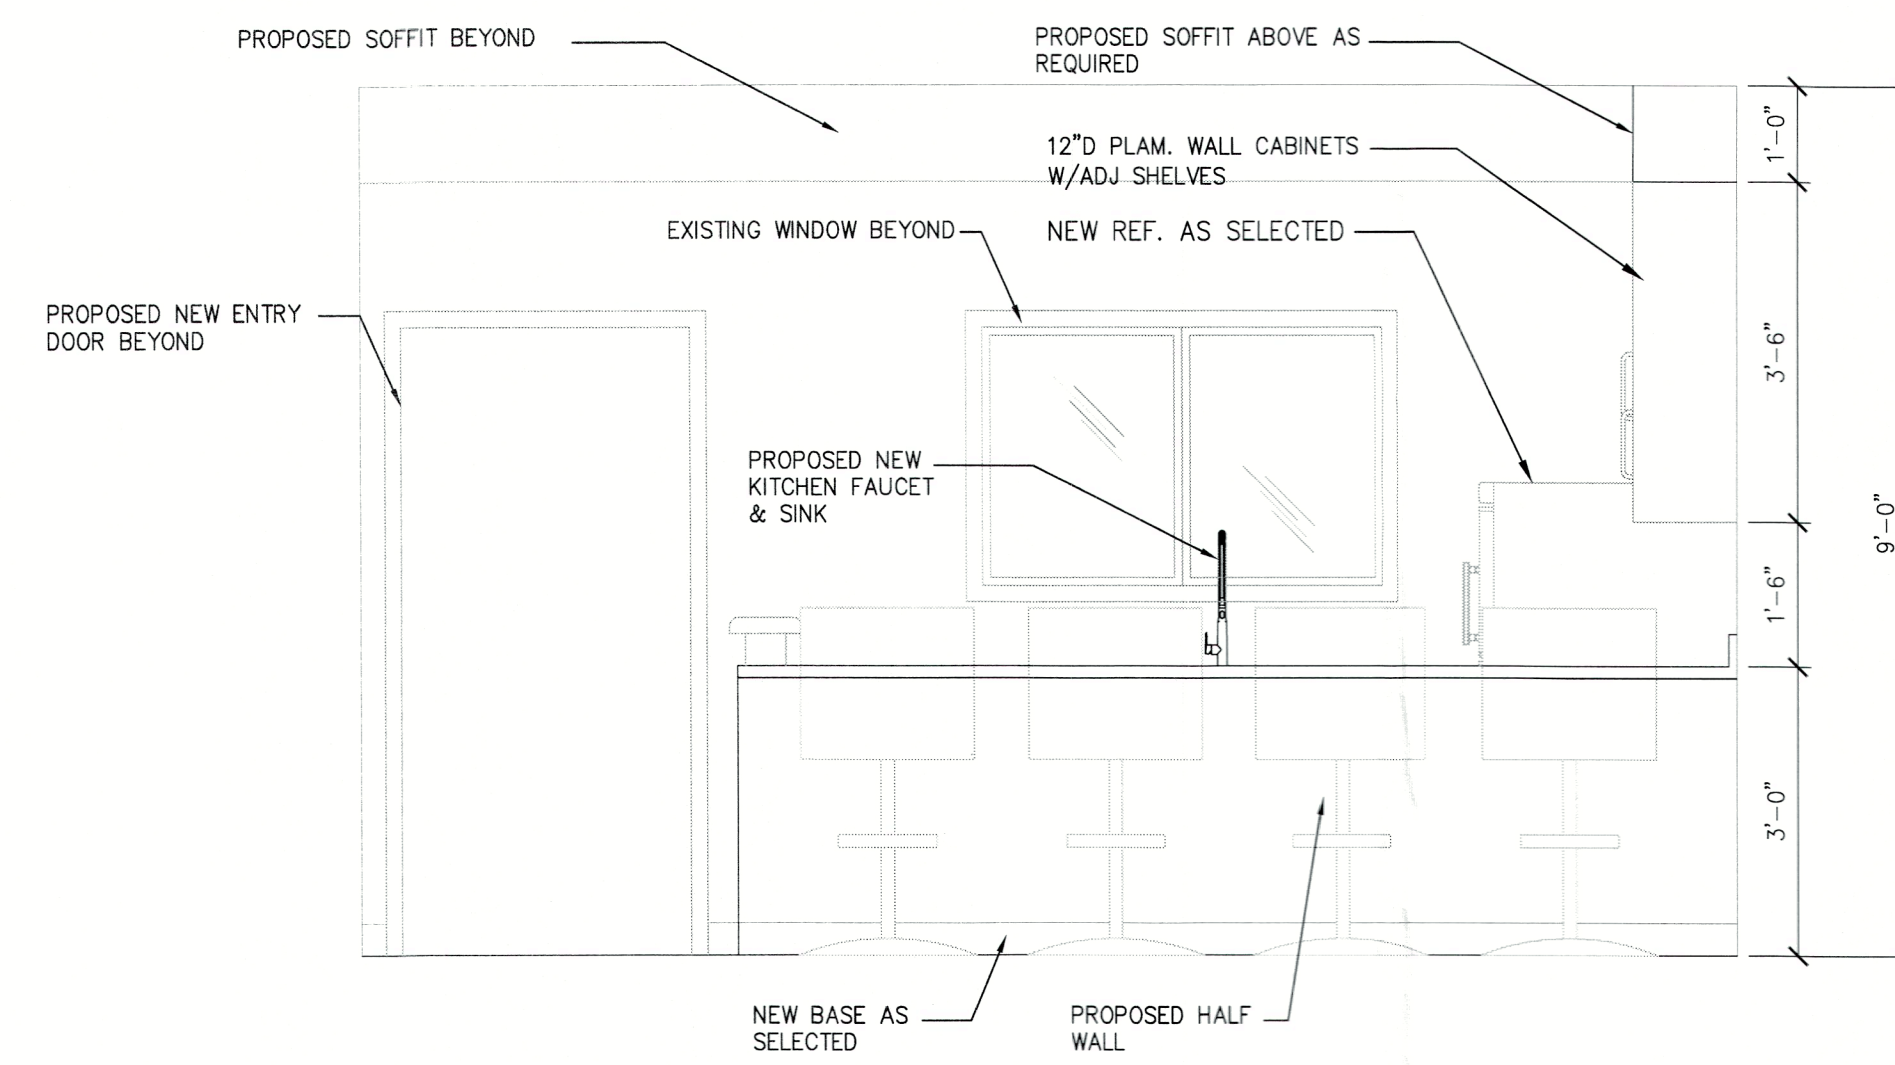 PROPOSED SOFFIT BEYOND
PROPOSED SOFFIT ABOVE AS
REQUIRED
1'-0"
12"D PLAM. WALL CABINETS
W/ADJ SHELVES
EXISTING WINDOW BEYOND
NEW REF. AS SELECTED
PROPOSED NEW ENTRY
DOOR BEYOND
3'-6"
PROPOSED NEW
KITCHEN FAUCET
& SINK
9'-0"
1'-6"
3'-0"
NEW BASE AS
SELECTED
PROPOSED HALF
WALL